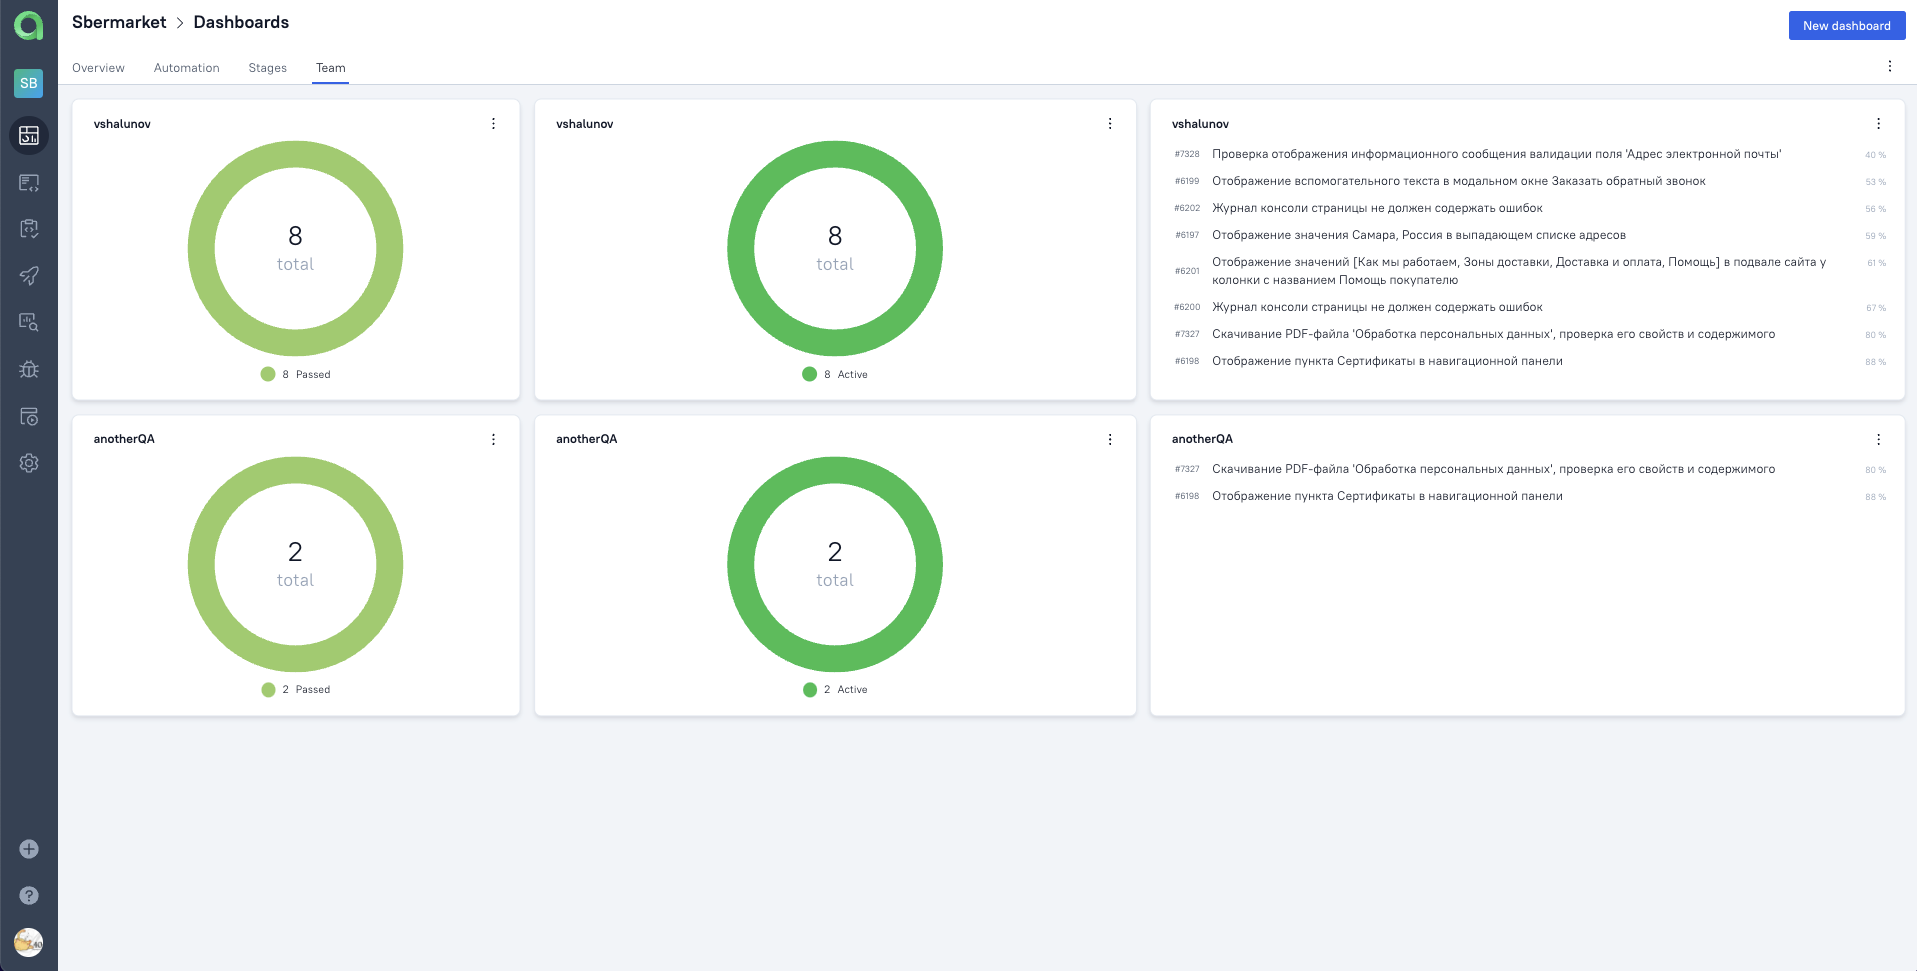 Sbermarket > Dashboards
New dashboard
Overview Automation Stages Team
SB
vshalunov
8
total
8 Passed
vshalunov
8
total
8 Active
vshalunov
#7328 Проверка отображения информационного сообщения валидации поля 'Адрес электронной почты' 40 %
#6199 Отображение вспомогательного текста в модальном окне Заказать обратный звонок 53 %
#6202 Журнал консоли страницы не должен содержать ошибок 56 %
#6197 Отображение значения Самара, Россия в выпадающем списке адресов 59 %
#6201 Отображение значений [Как мы работаем, Зоны доставки, Доставка и оплата, Помощь] в подвале сайта у 61 %
колонки с названием Помощь покупателю
#6200 Журнал консоли страницы не должен содержать ошибок 67 %
#7327 Скачивание PDF-файла 'Обработка персональных данных', проверка его свойств и содержимого 80 %
#6198 Отображение пункта Сертификаты в навигационной панели 88 %
anotherQA
2
total
2 Passed
anotherQA
2
total
2 Active
anotherQA
#7327 Скачивание PDF-файла 'Обработка персональных данных', проверка его свойств и содержимого 80 %
#6198 Отображение пункта Сертификаты в навигационной панели 88 %